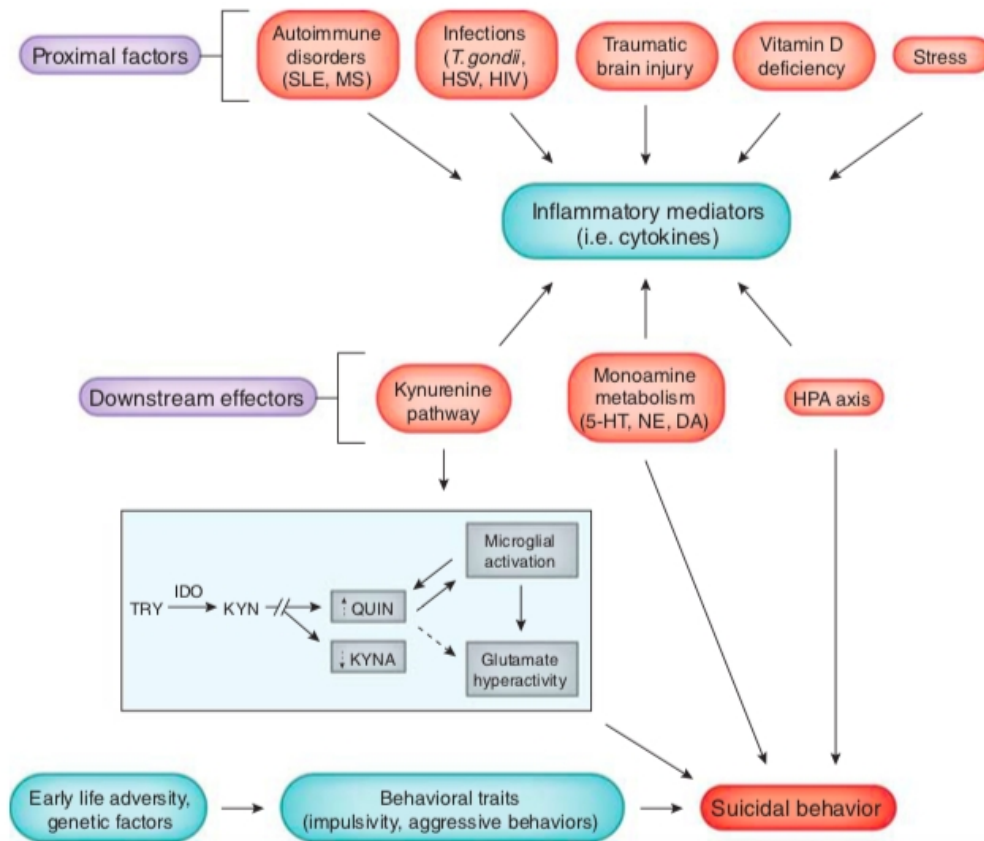 Proximal factors
Autoimmune
disorders
(SLE, MS)
Infections
(T. gondii,
HSV, HIV)
Traumatic
brain injury
Vitamin D
deficiency
Stress
Inflammatory mediators
(i.e. cytokines)
Downstream effectors
Kynurenine
pathway
Monoamine
metabolism
(5-HT, NE, DA)
HPA axis
Microglial
activation
TRY
IDO
KYN
QUIN
KYNA
Glutamate
hyperactivity
Early life adversity,
genetic factors
Behavioral traits
(impulsivity, aggressive behaviors)
Suicidal behavior